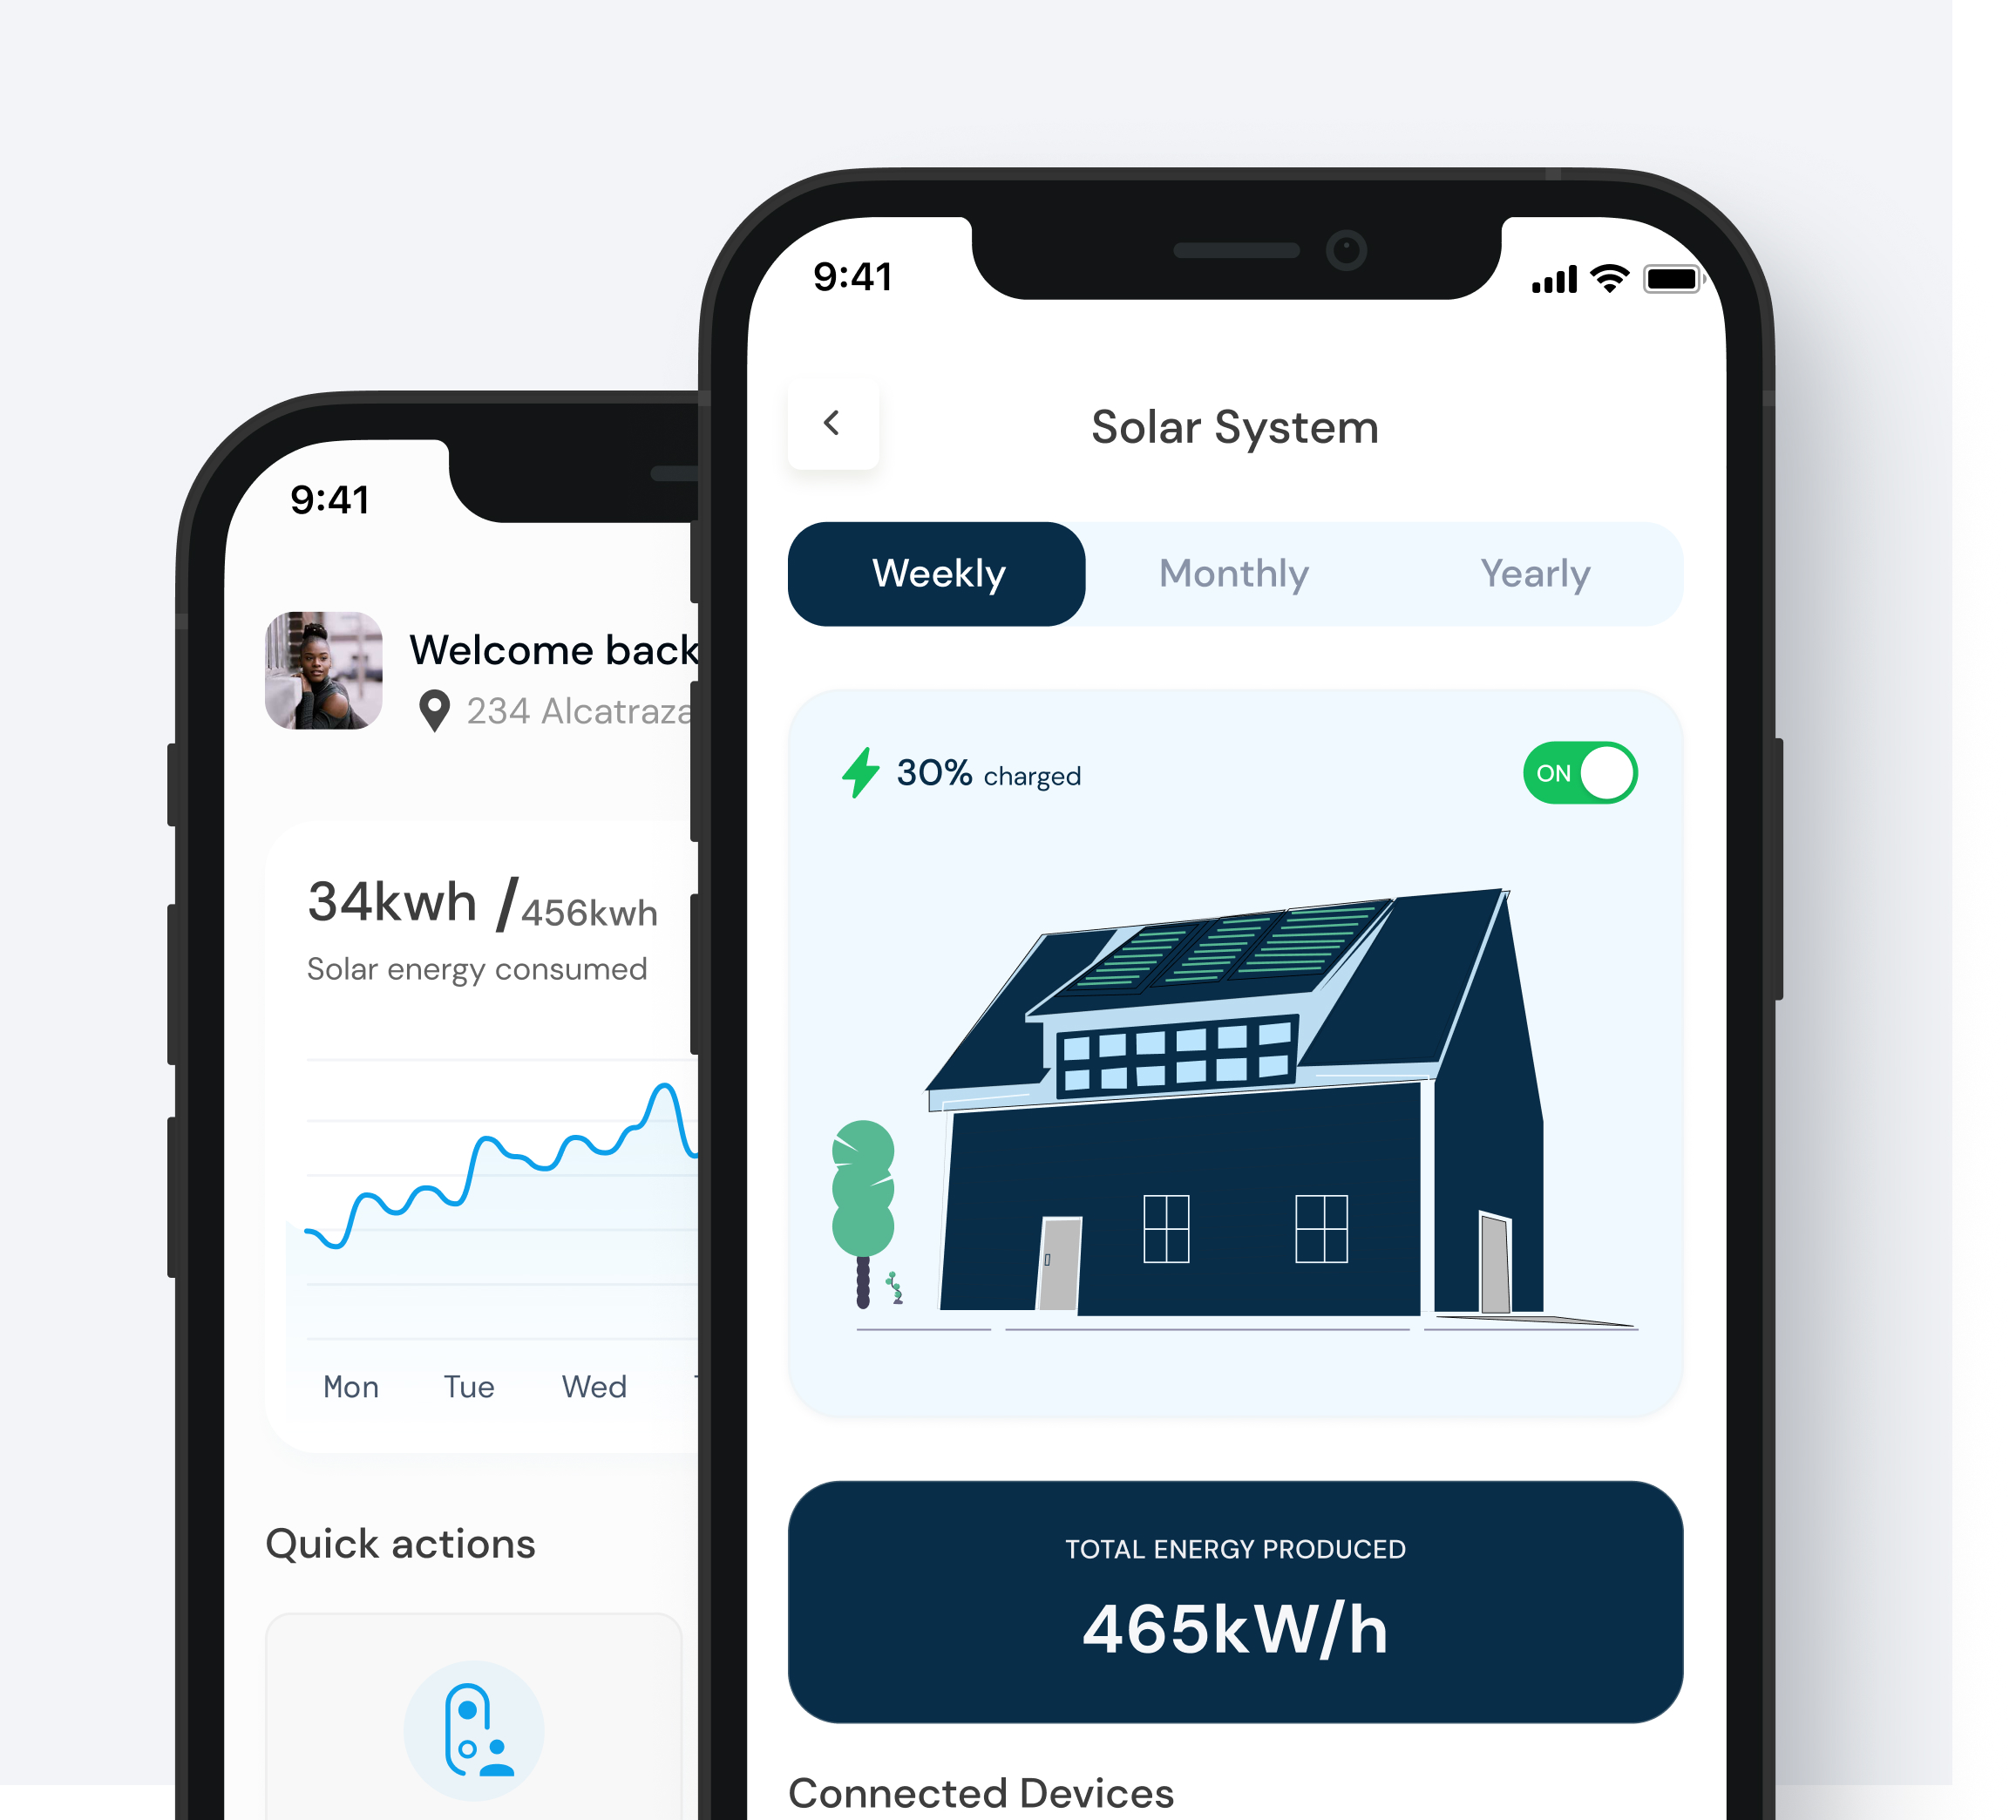 9:41
Welcome back
234 Alcatraza
34kwh /456kwh
Solar energy consumed
Mon Tue Wed
Quick actions
9:41
Solar System
Weekly Monthly Yearly
30% charged
ON
TOTAL ENERGY PRODUCED
465kW/h
Connected Devices